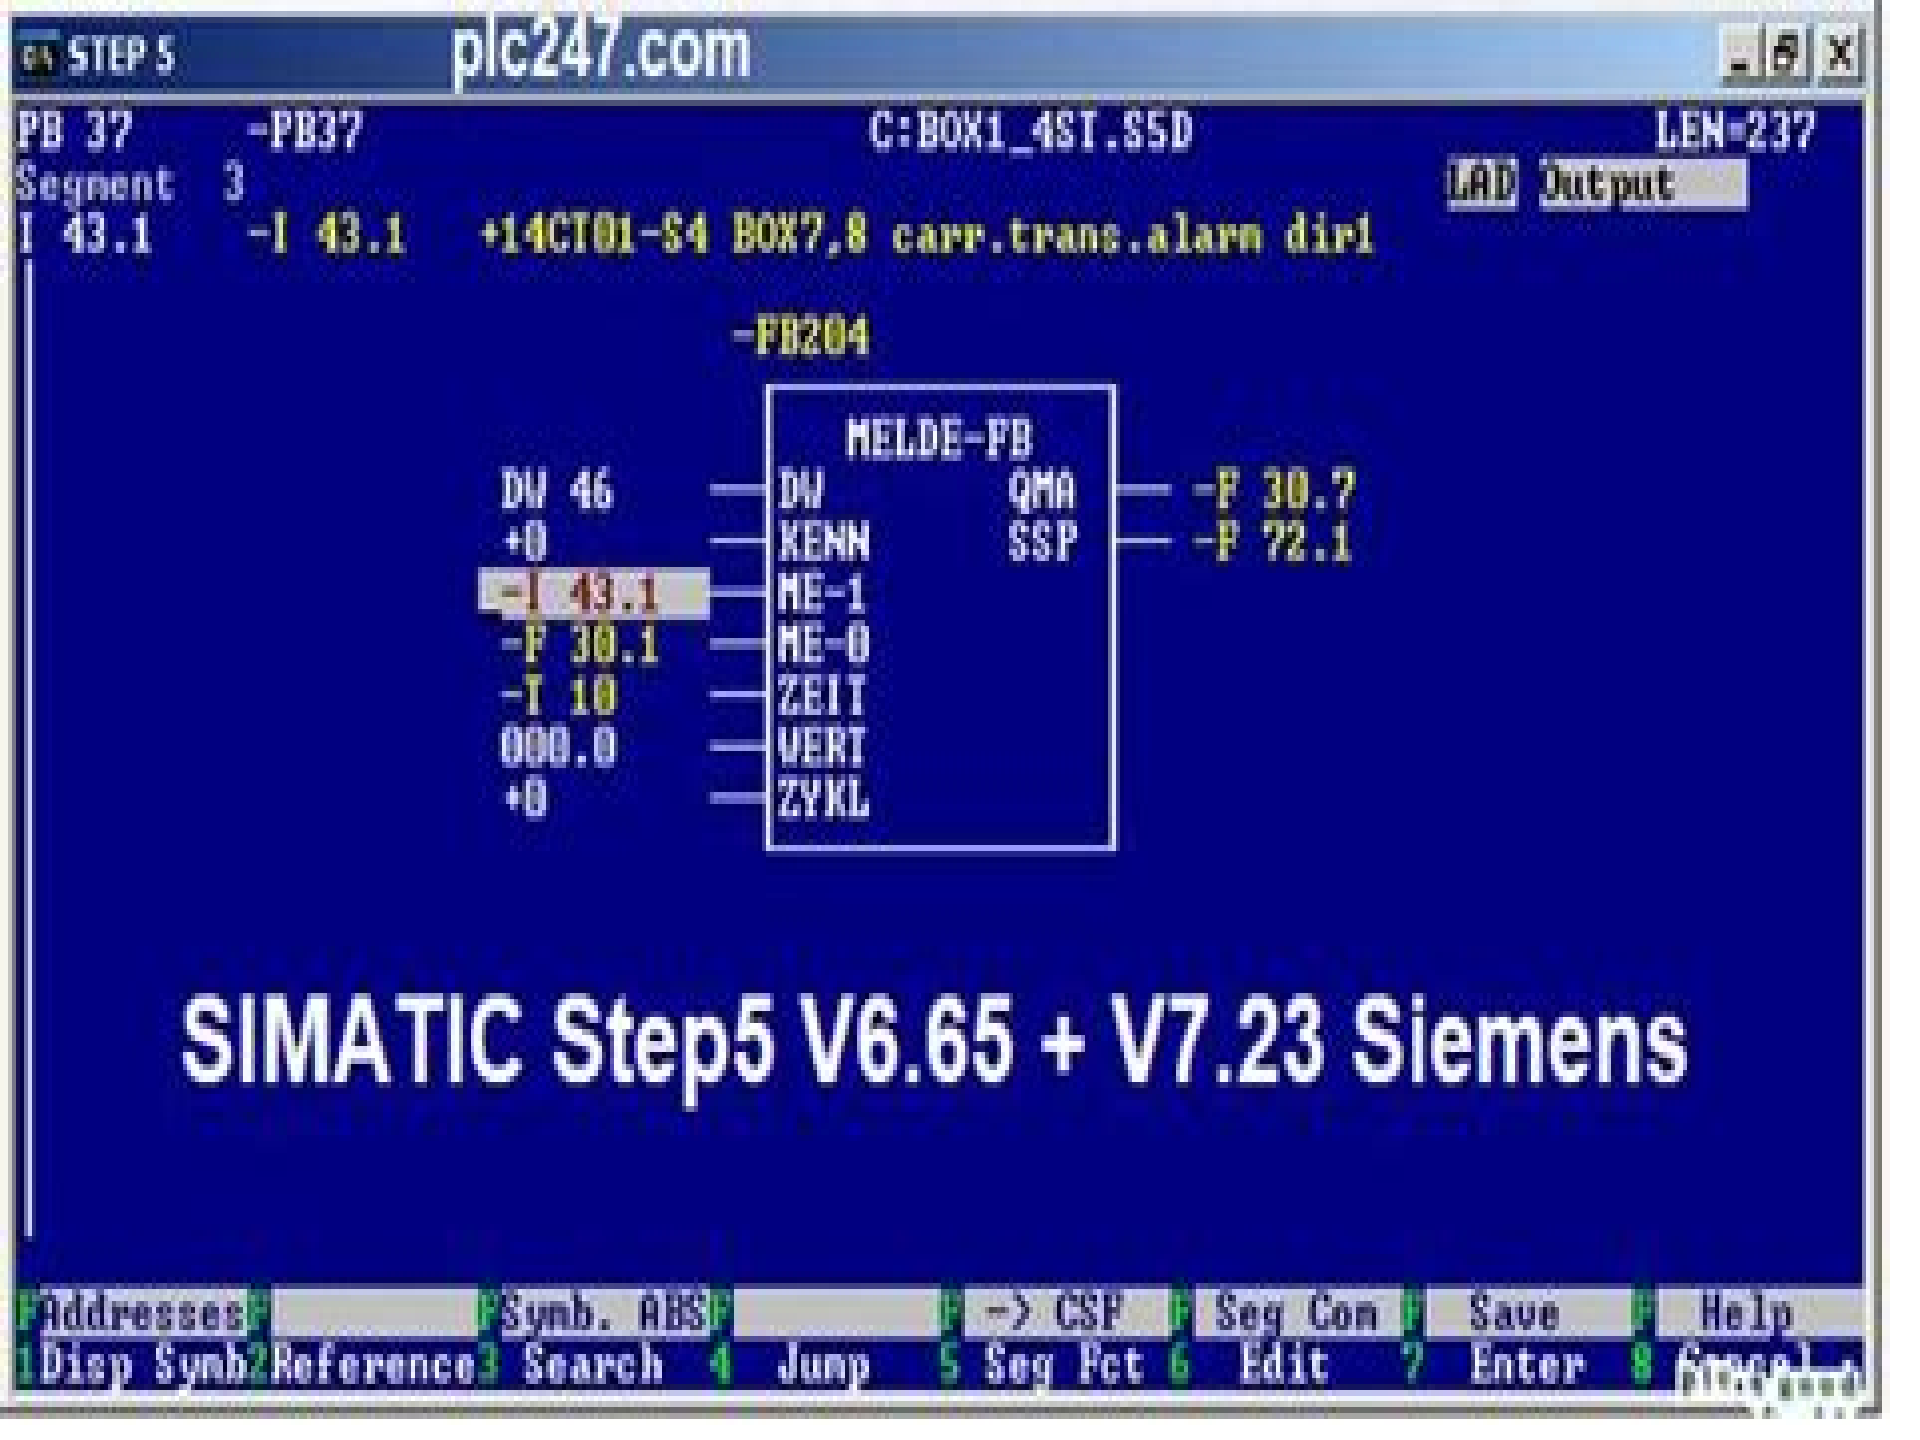 STEP 5 plc247.com
PB 37 -PB37 C:BOX1_4ST.S5D LEN=237
Segment 3 LAD Output
I 43.1 -I 43.1 +14CT01-S4 BOX7,8 carr.trans.alarm dir1
-FB204
MELDE-FB
DW 46 DW QMA -F 30.7
+0 KENN SSP -F 72.1
-I 43.1 ME-1
-F 30.1 ME-0
-T 10 ZEIT
000.0 WERT
+0 ZYKL
SIMATIC Step5 V6.65 + V7.23 Siemens
F Addresses F F Symb. ABS F F -> CSF F Seg Com F Save F Help
1 Disp Symb 2 Reference 3 Search 4 Jump 5 Seg Fct 6 Edit 7 Enter 8